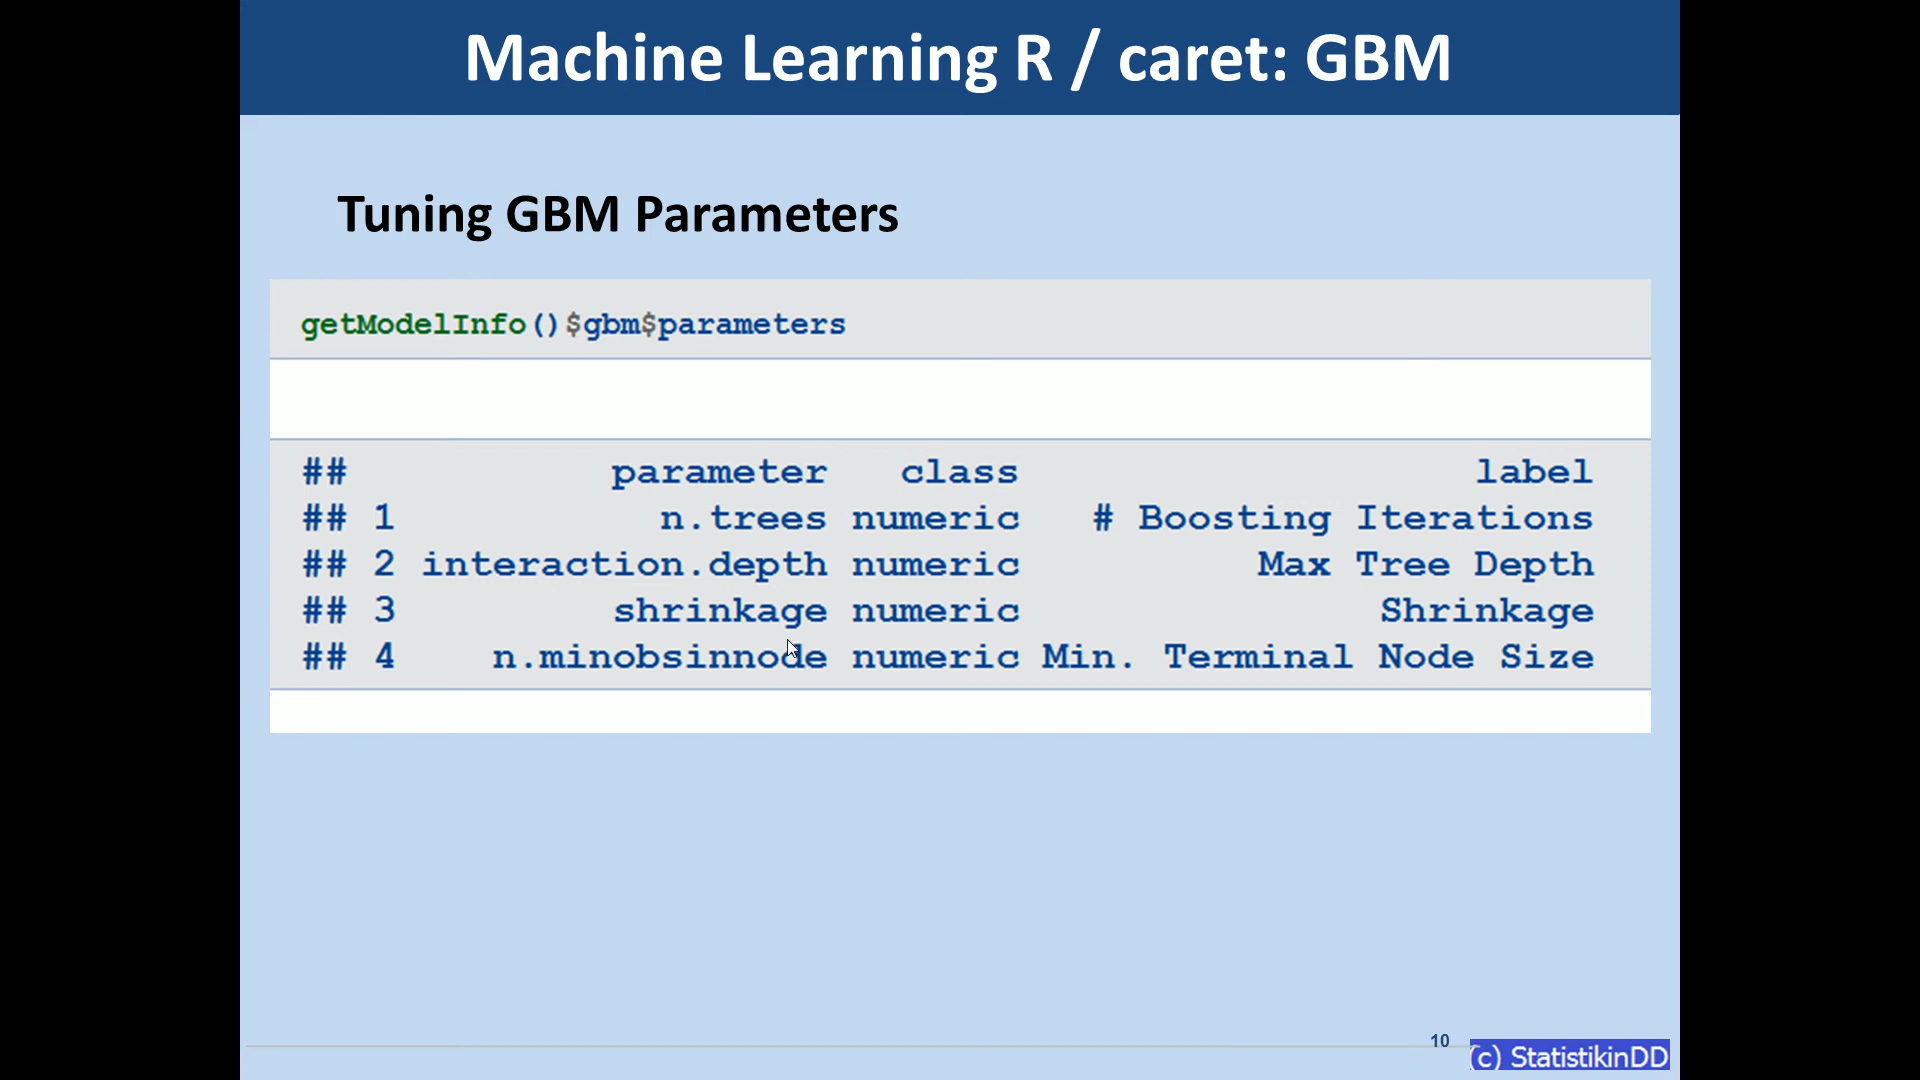 Machine Learning R / caret: GBM
Tuning GBM Parameters
getModelInfo()$gbm$parameters
## parameter class label
## 1 n.trees numeric # Boosting Iterations
## 2 interaction.depth numeric Max Tree Depth
## 3 shrinkage numeric Shrinkage
## 4 n.minobsinnode numeric Min. Terminal Node Size
10
(c) StatistikinDD